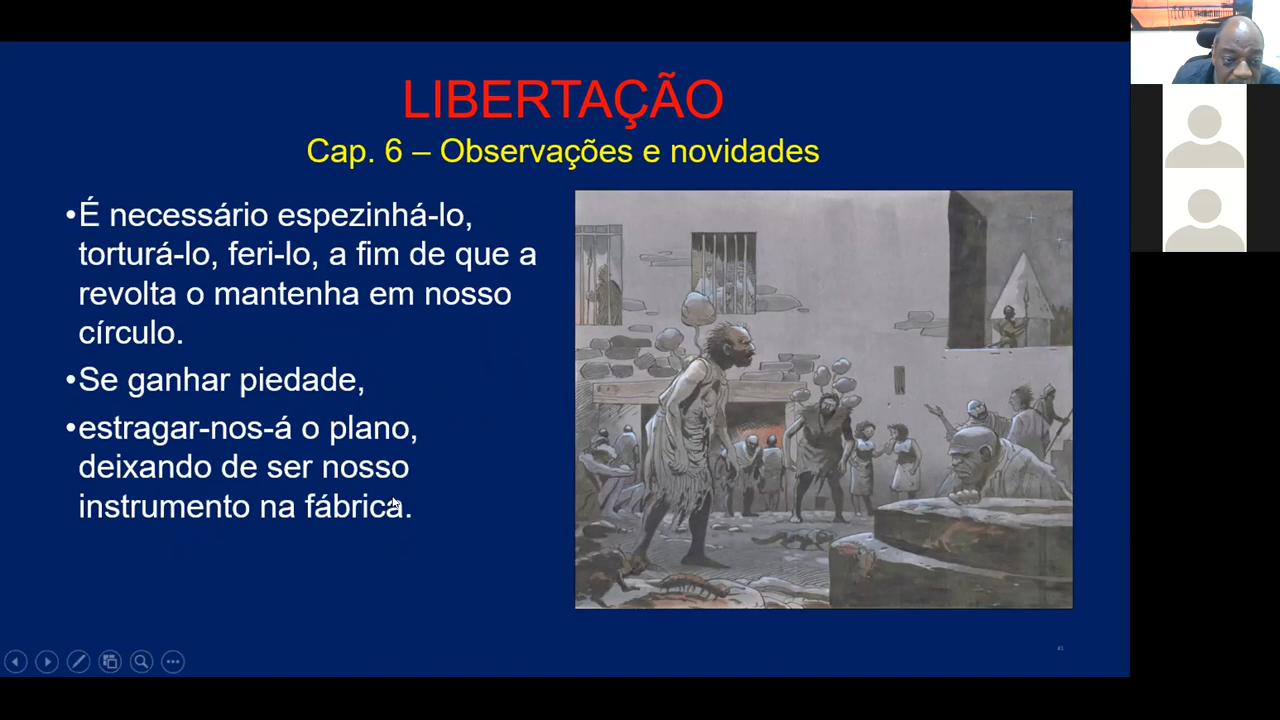 LIBERTAÇÃO
Cap. 6 – Observações e novidades
•É necessário espezinhá-lo,
torturá-lo, feri-lo, a fim de que a
revolta o mantenha em nosso
círculo.
•Se ganhar piedade,
•estragar-nos-á o plano,
deixando de ser nosso
instrumento na fábrica.